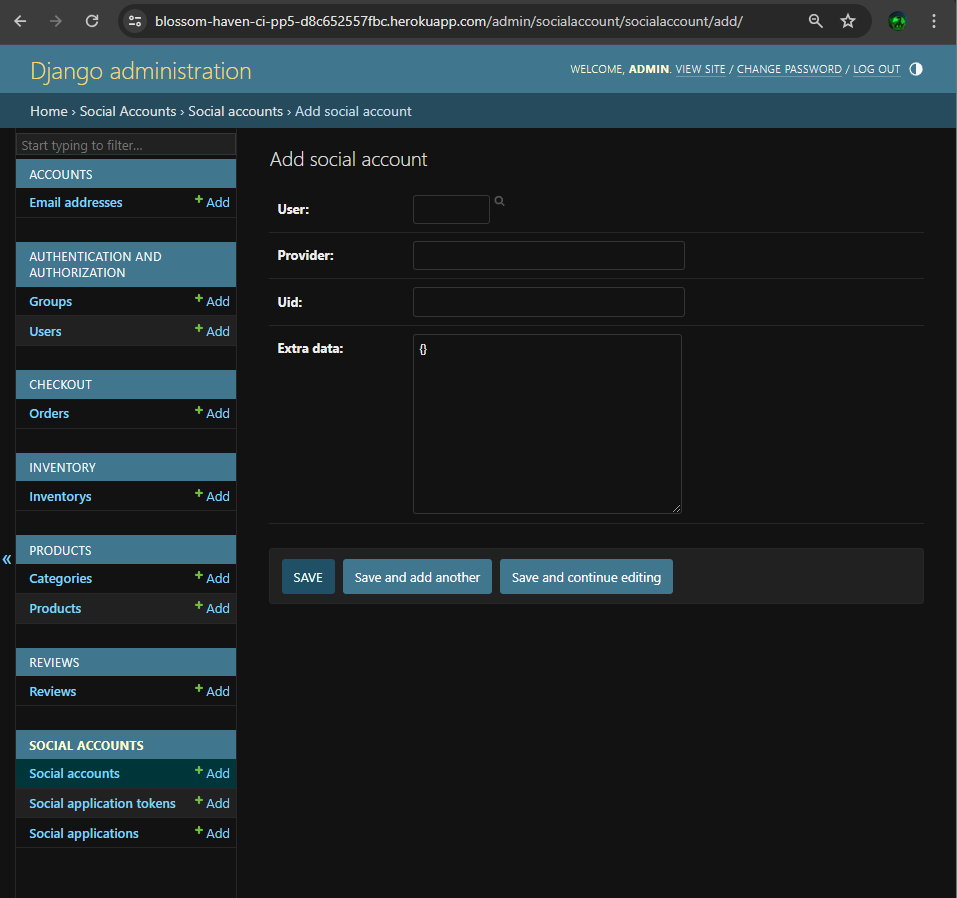 blossom-haven-ci-pp5-d8c652557fbc.herokuapp.com/admin/socialaccount/socialaccount/add/
Django administration
WELCOME, ADMIN. VIEW SITE / CHANGE PASSWORD / LOG OUT
Home › Social Accounts › Social accounts › Add social account
Start typing to filter...
ACCOUNTS
Email addresses + Add
AUTHENTICATION AND
AUTHORIZATION
Groups + Add
Users + Add
CHECKOUT
Orders + Add
INVENTORY
Inventorys + Add
«
PRODUCTS
Categories + Add
Products + Add
REVIEWS
Reviews + Add
SOCIAL ACCOUNTS
Social accounts + Add
Social application tokens + Add
Social applications + Add
Add social account
User:
Provider:
Uid:
Extra data: {}
SAVE Save and add another Save and continue editing